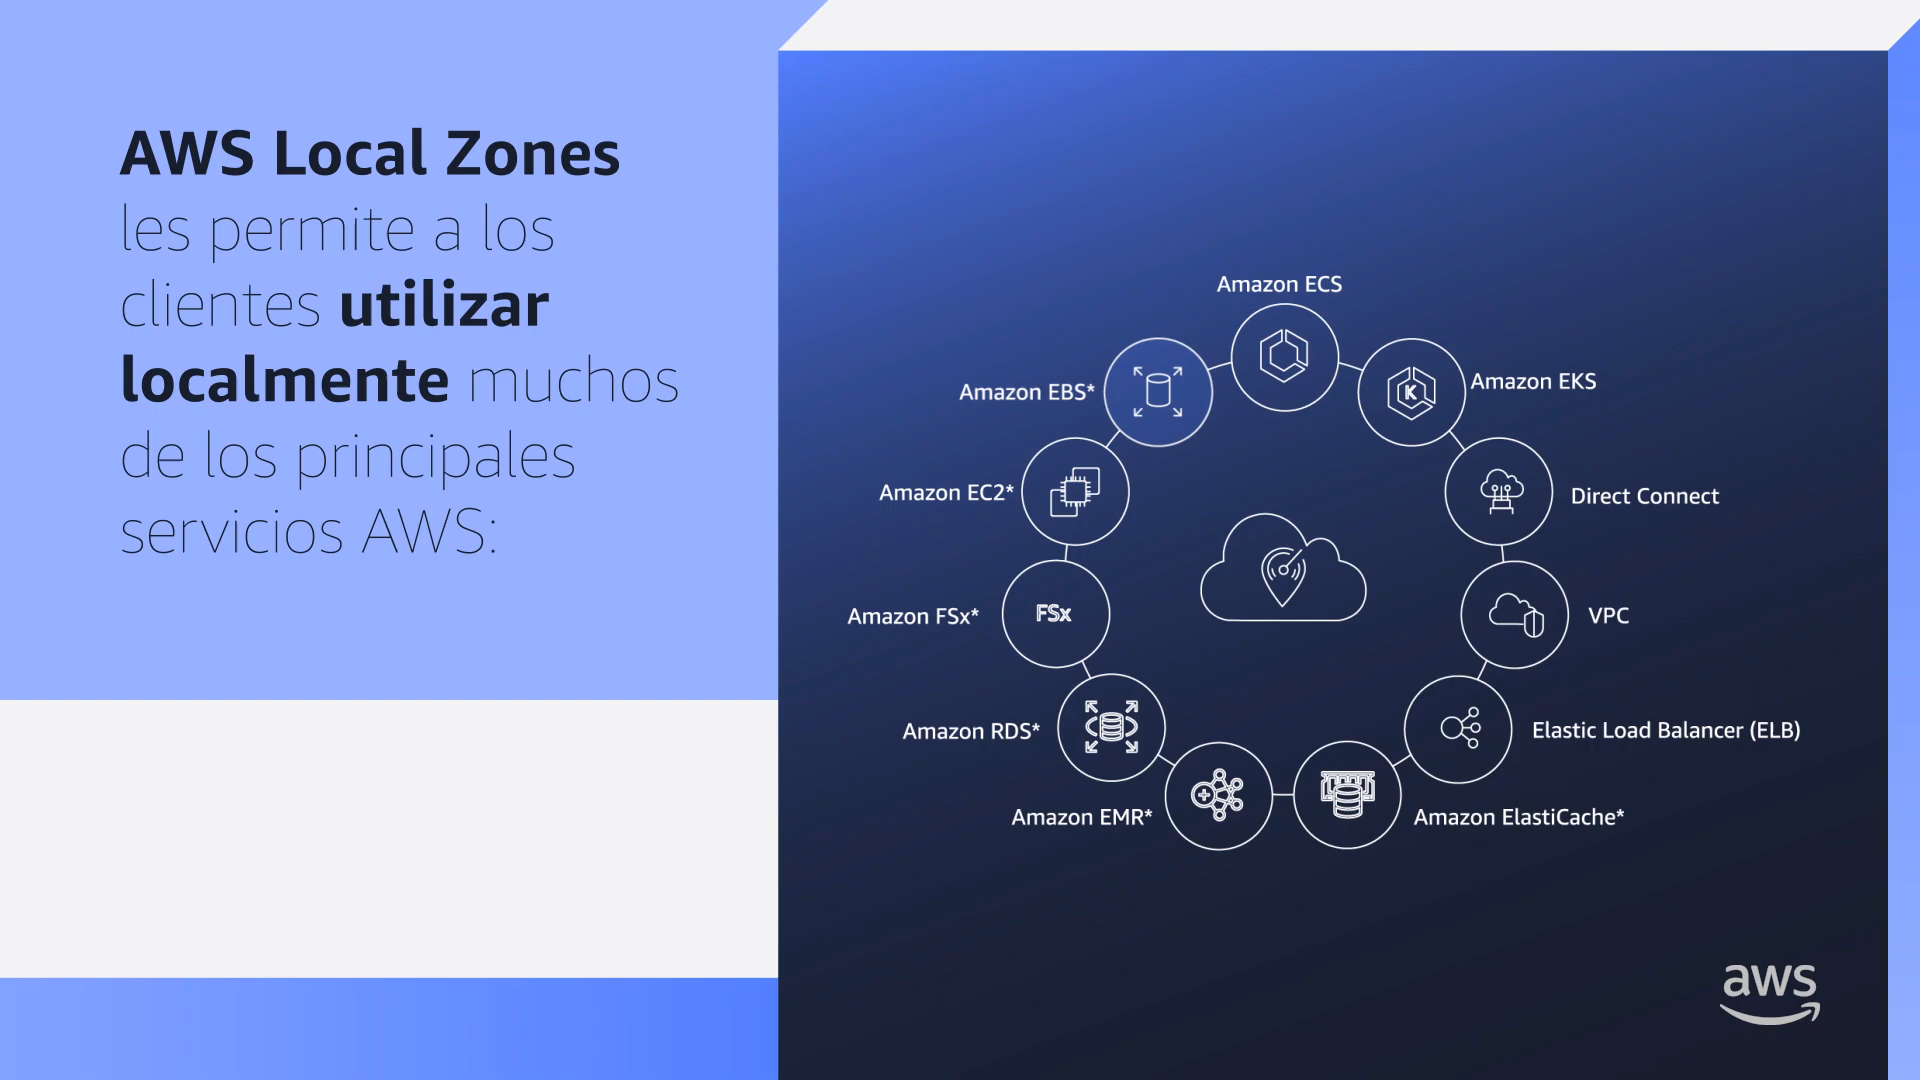 AWS Local Zones
les permite a los
clientes utilizar
localmente muchos
de los principales
servicios AWS:
Amazon ECS
Amazon EBS*
Amazon EKS
Amazon EC2*
Direct Connect
Amazon FSx*
FSx
VPC
Amazon RDS*
Elastic Load Balancer (ELB)
Amazon EMR*
Amazon ElastiCache*
K
aws